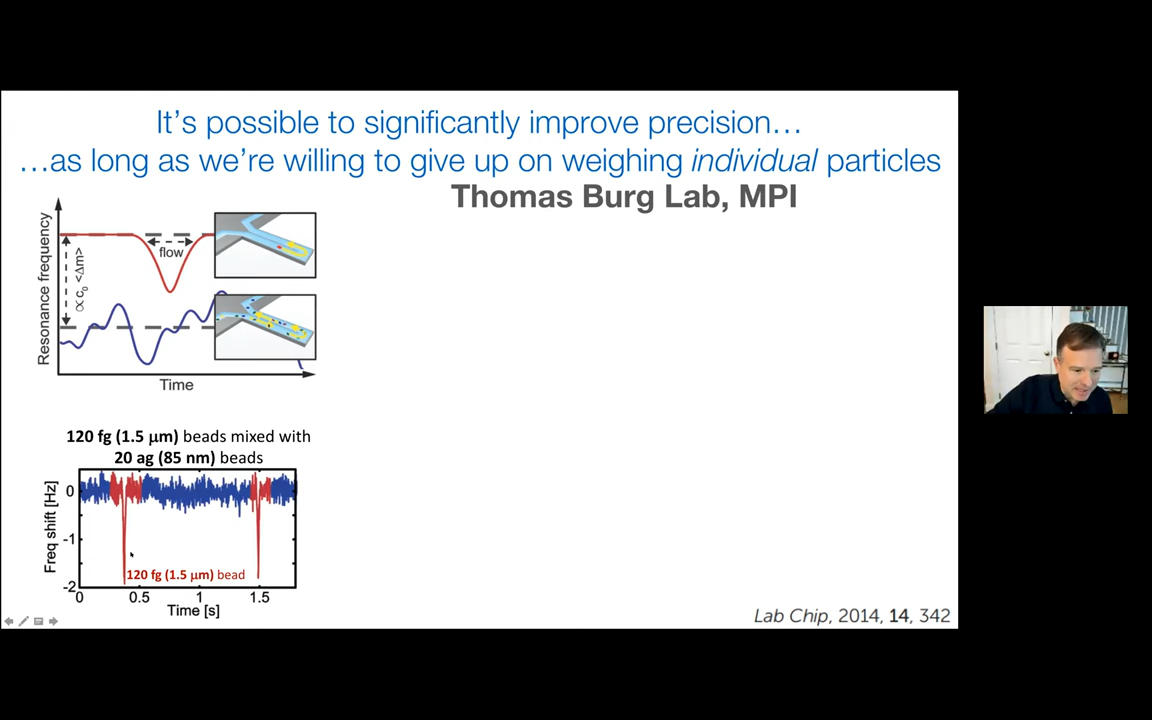 It's possible to significantly improve precision…
…as long as we're willing to give up on weighing individual particles
Thomas Burg Lab, MPI
Resonance frequency
∝ c₀ <Δm>
flow
Time
120 fg (1.5 μm) beads mixed with
20 ag (85 nm) beads
Freq shift [Hz]
0
-1
-2
120 fg (1.5 μm) bead
0 0.5 1 1.5
Time [s]
Lab Chip, 2014, 14, 342